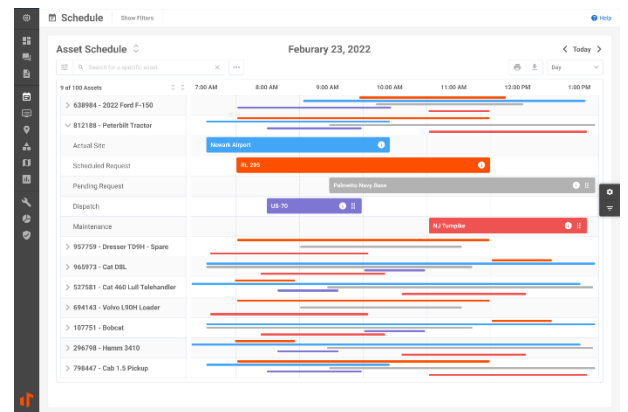 Schedule
Show Filters
Help
Asset Schedule
Feburary 23, 2022
Today
Search for a specific asset
Day
9 of 100 Assets
7:00 AM 8:00 AM 9:00 AM 10:00 AM 11:00 AM 12:00 PM 1:00 PM
638984 - 2022 Ford F-150
812188 - Peterbilt Tractor
Actual Site
Newark Airport
Scheduled Request
RL 295
Pending Request
Palmetto Navy Base
Dispatch
US-70
Maintenance
NJ Turnpike
957759 - Dresser TD9H - Spare
965973 - Cat D8L
527581 - Cat 460 Lull Telehandler
694143 - Volvo L90H Loader
107751 - Bobcat
296798 - Hamm 3410
798447 - Cab 1.5 Pickup